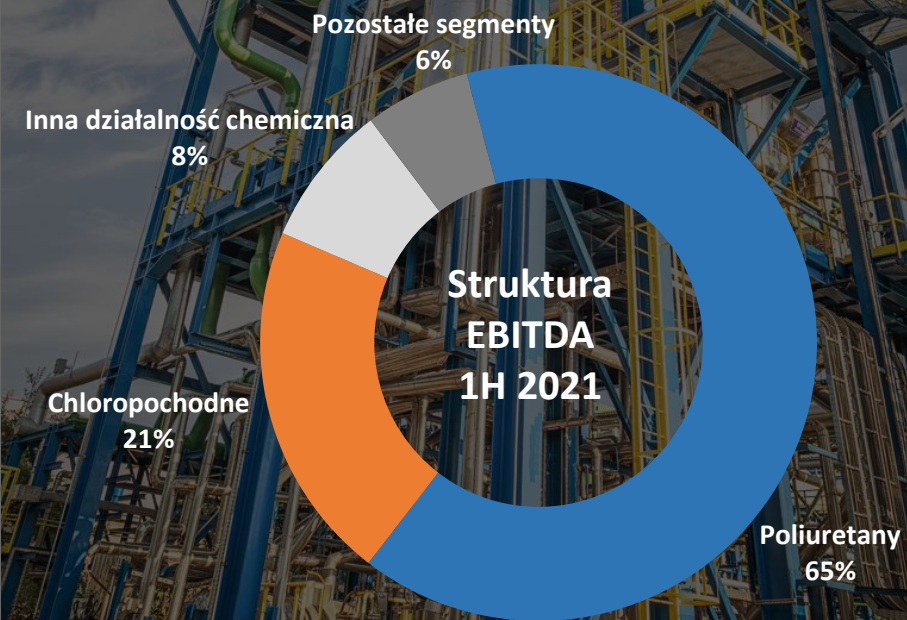 Pozostałe segmenty
6%
Inna działalność chemiczna
8%
Struktura
EBITDA
1H 2021
Chloropochodne
21%
Poliuretany
65%